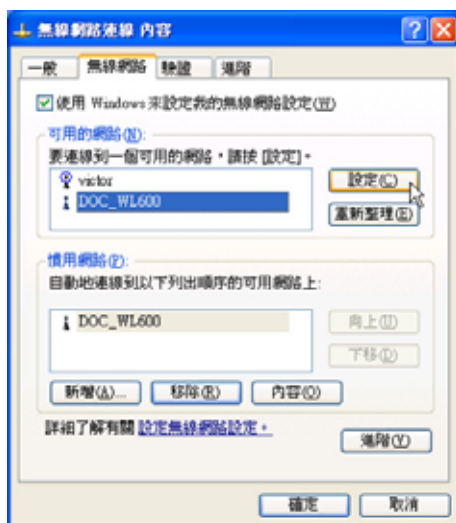 無線網路連線 內容
一般 無線網路 驗證 進階
使用 Windows 來設定我的無線網路設定(W)
可用的網路(N):
要連線到一個可用的網路,請按 [設定]。
victor
DOC_WL600
設定(C)
重新整理(E)
慣用網路(P):
自動地連線到以下列出順序的可用網路上:
DOC_WL600
向上(U)
下移(D)
新增(A)... 移除(R) 內容(O)
詳細了解有關 設定無線網路設定。
進階(V)
確定 取消